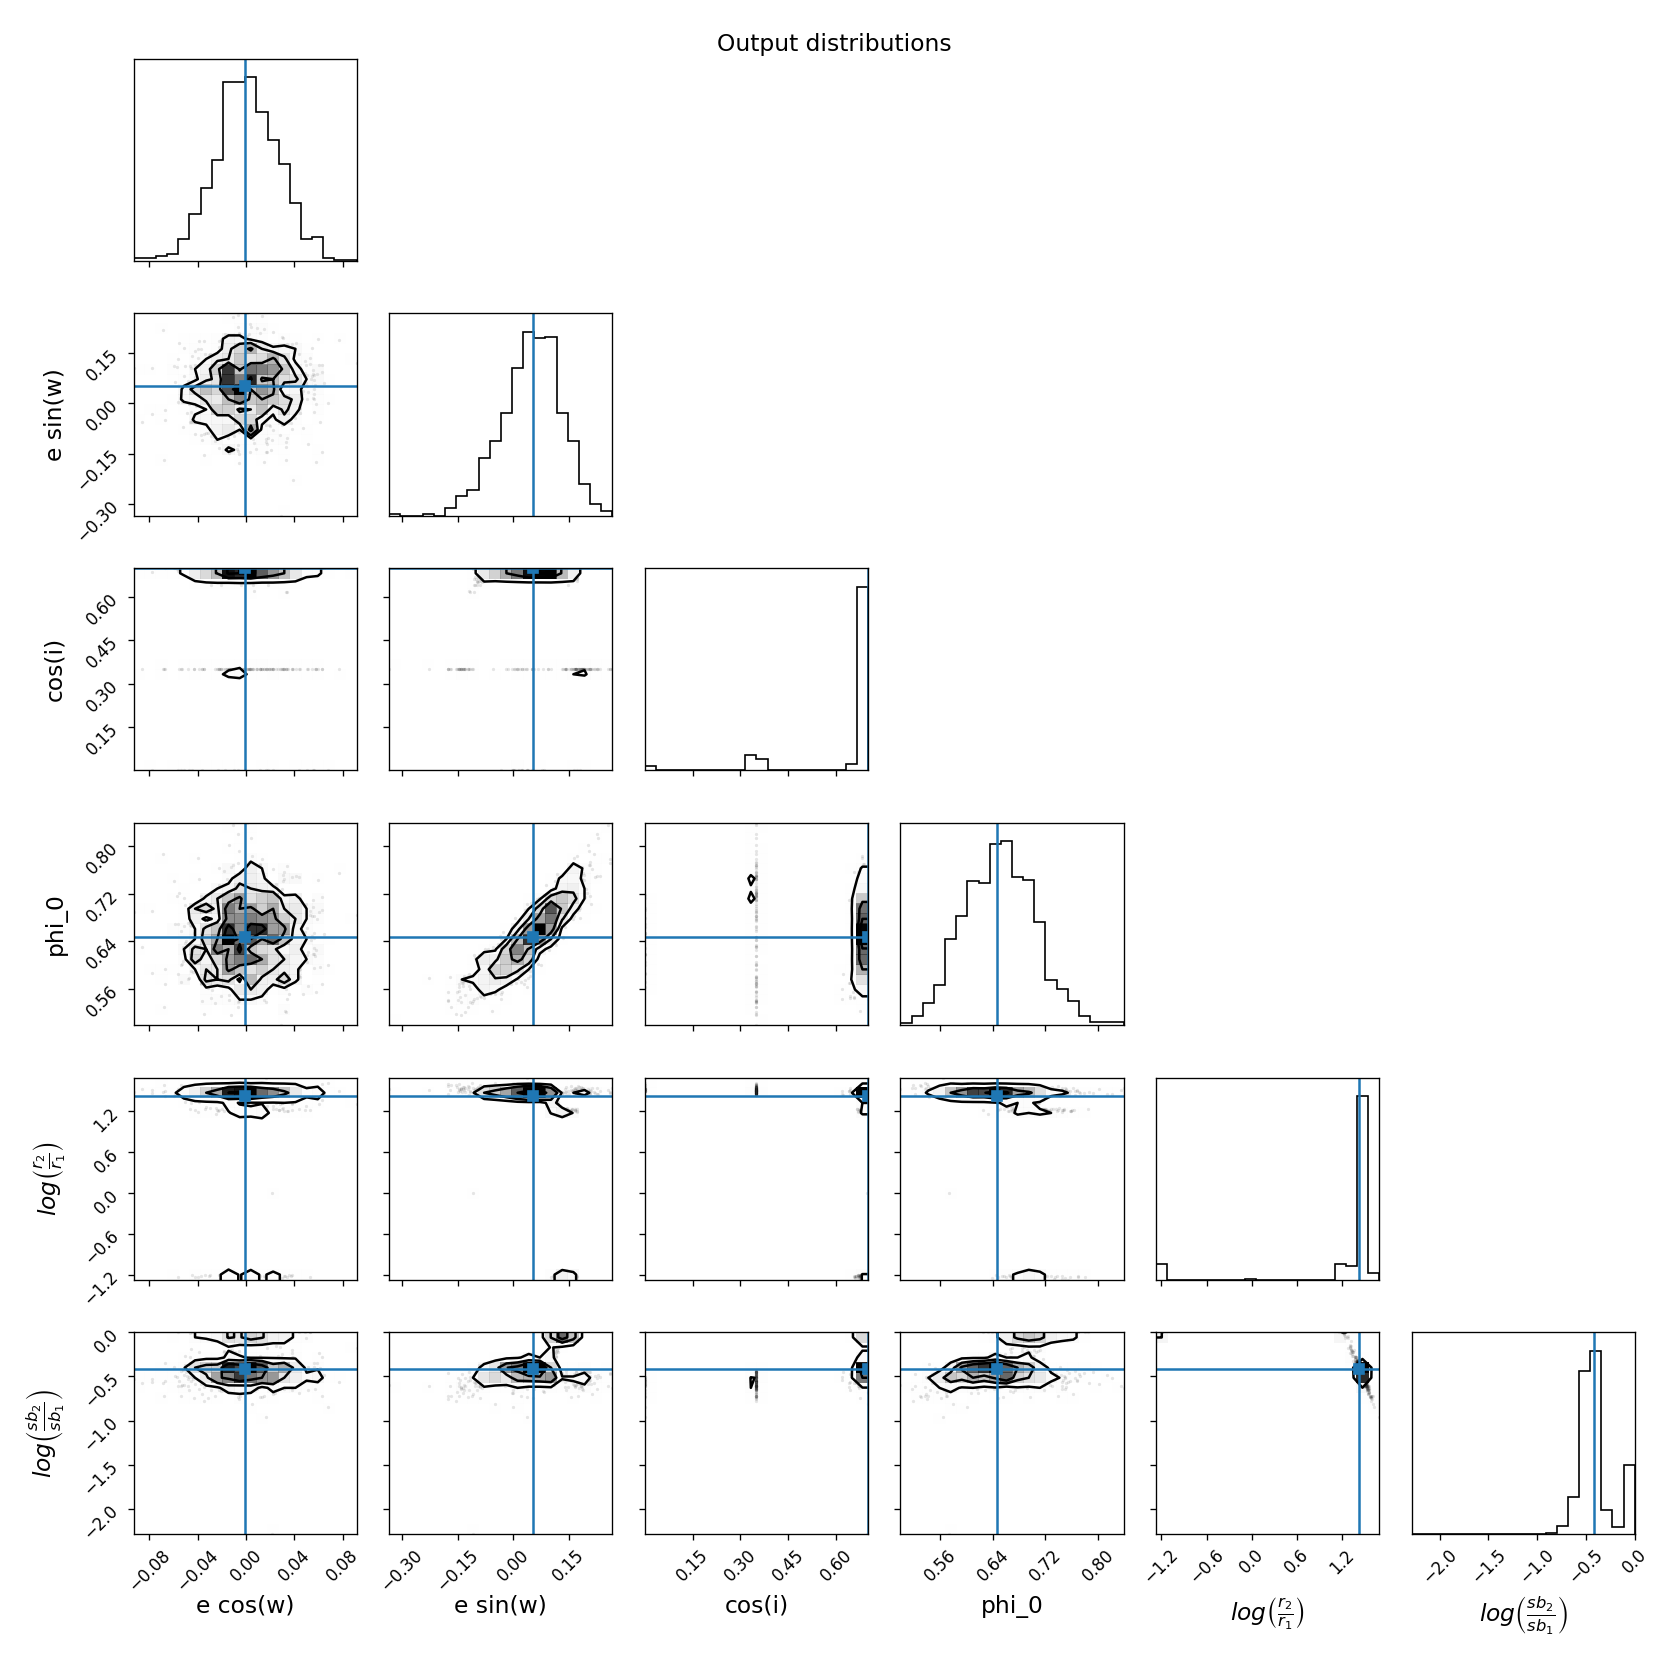 Output distributions
e sin(w)
0.15
0.00
−0.15
−0.30
cos(i)
0.60
0.45
0.30
0.15
phi_0
0.80
0.72
0.64
0.56
log(r2/r1)
1.2
0.6
0.0
−0.6
−1.2
log(sb2/sb1)
0.0
−0.5
−1.0
−1.5
−2.0
−0.08 −0.04 0.00 0.04 0.08
−0.30 −0.15 0.00 0.15
0.15 0.30 0.45 0.60
0.56 0.64 0.72 0.80
−1.2 −0.6 0.0 0.6 1.2
−2.0 −1.5 −1.0 −0.5 0.0
e cos(w)
e sin(w)
cos(i)
phi_0
log(r2/r1)
log(sb2/sb1)